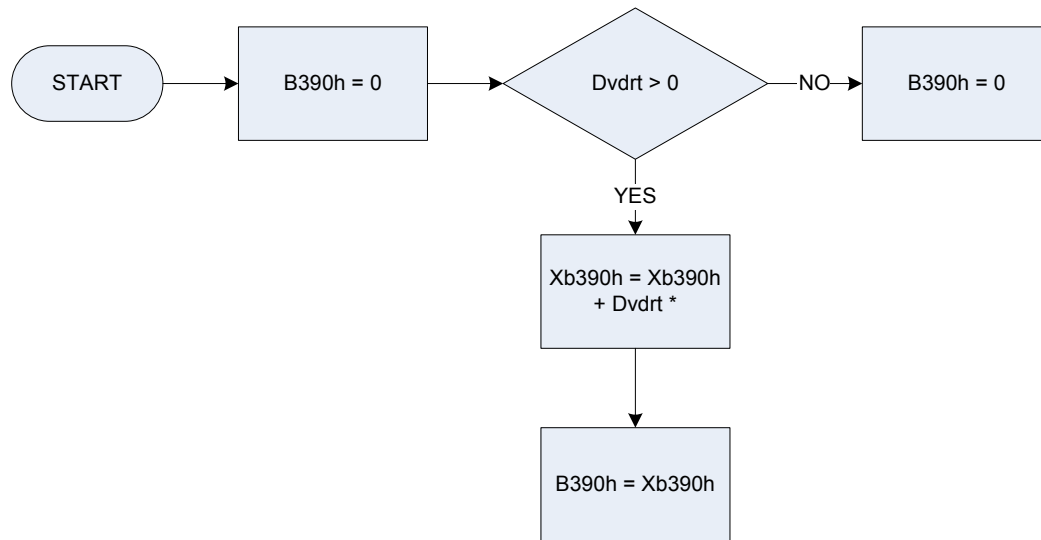 START
B390h = 0
Dvdrt > 0
NO
B390h = 0
YES
Xb390h = Xb390h
+ Dvdrt *
B390h = Xb390h